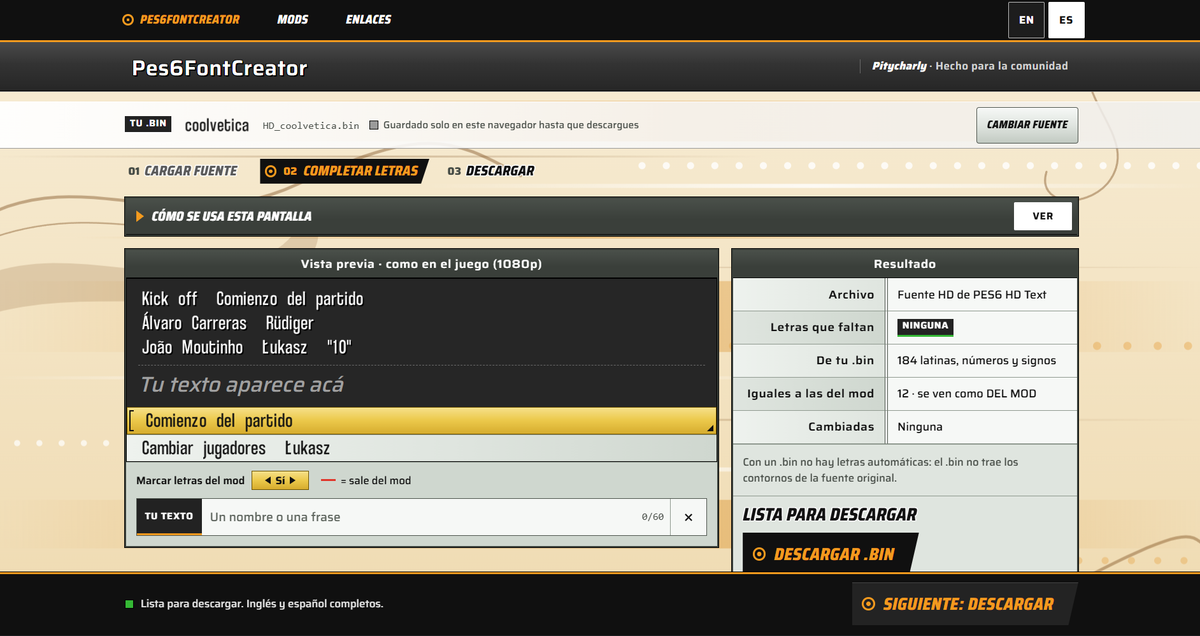 PES6FONTCREATOR MODS ENLACES EN ES
Pes6FontCreator
Pitycharly · Hecho para la comunidad
TU .BIN coolvetica HD_coolvetica.bin Guardado solo en este navegador hasta que descargues CAMBIAR FUENTE
01 CARGAR FUENTE 02 COMPLETAR LETRAS 03 DESCARGAR
CÓMO SE USA ESTA PANTALLA VER
Vista previa · como en el juego (1080p)
Kick off Comienzo del partido
Álvaro Carreras Rüdiger
João Moutinho Łukasz "10"
Tu texto aparece acá
Comienzo del partido
Cambiar jugadores Łukasz
Marcar letras del mod Sí = sale del mod
TU TEXTO Un nombre o una frase 0/60 ×
Resultado
Archivo Fuente HD de PES6 HD Text
Letras que faltan NINGUNA
De tu .bin 184 latinas, números y signos
Iguales a las del mod 12 · se ven como DEL MOD
Cambiadas Ninguna
Con un .bin no hay letras automáticas: el .bin no trae los
contornos de la fuente original.
LISTA PARA DESCARGAR
DESCARGAR .BIN
Lista para descargar. Inglés y español completos.
SIGUIENTE: DESCARGAR